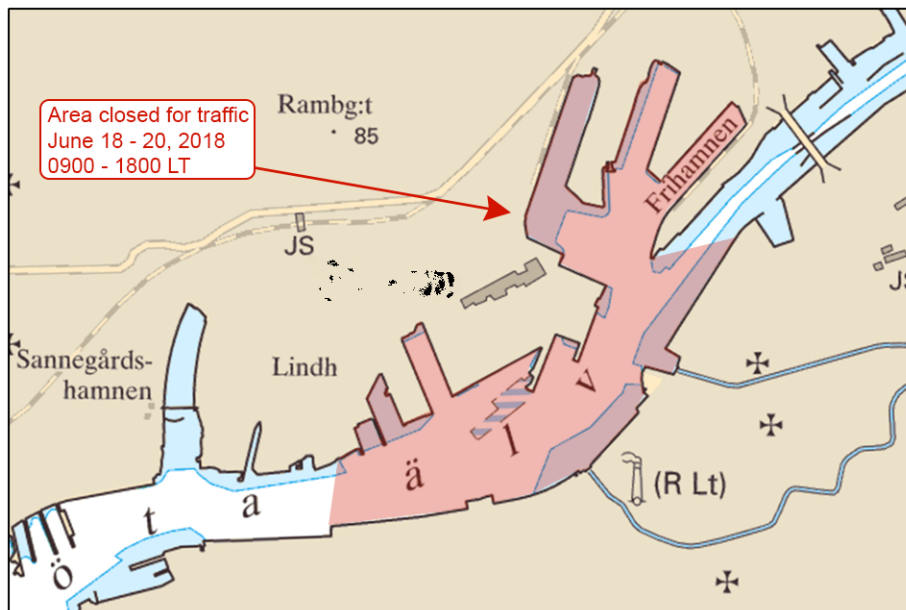 Area closed for traffic
June 18 - 20, 2018
0900 - 1800 LT
Rambg:t
85
JS
Frihamnen
JS
Sannegårds-
hamnen
Lindh
v
l
ä
a
t
ö
(R Lt)